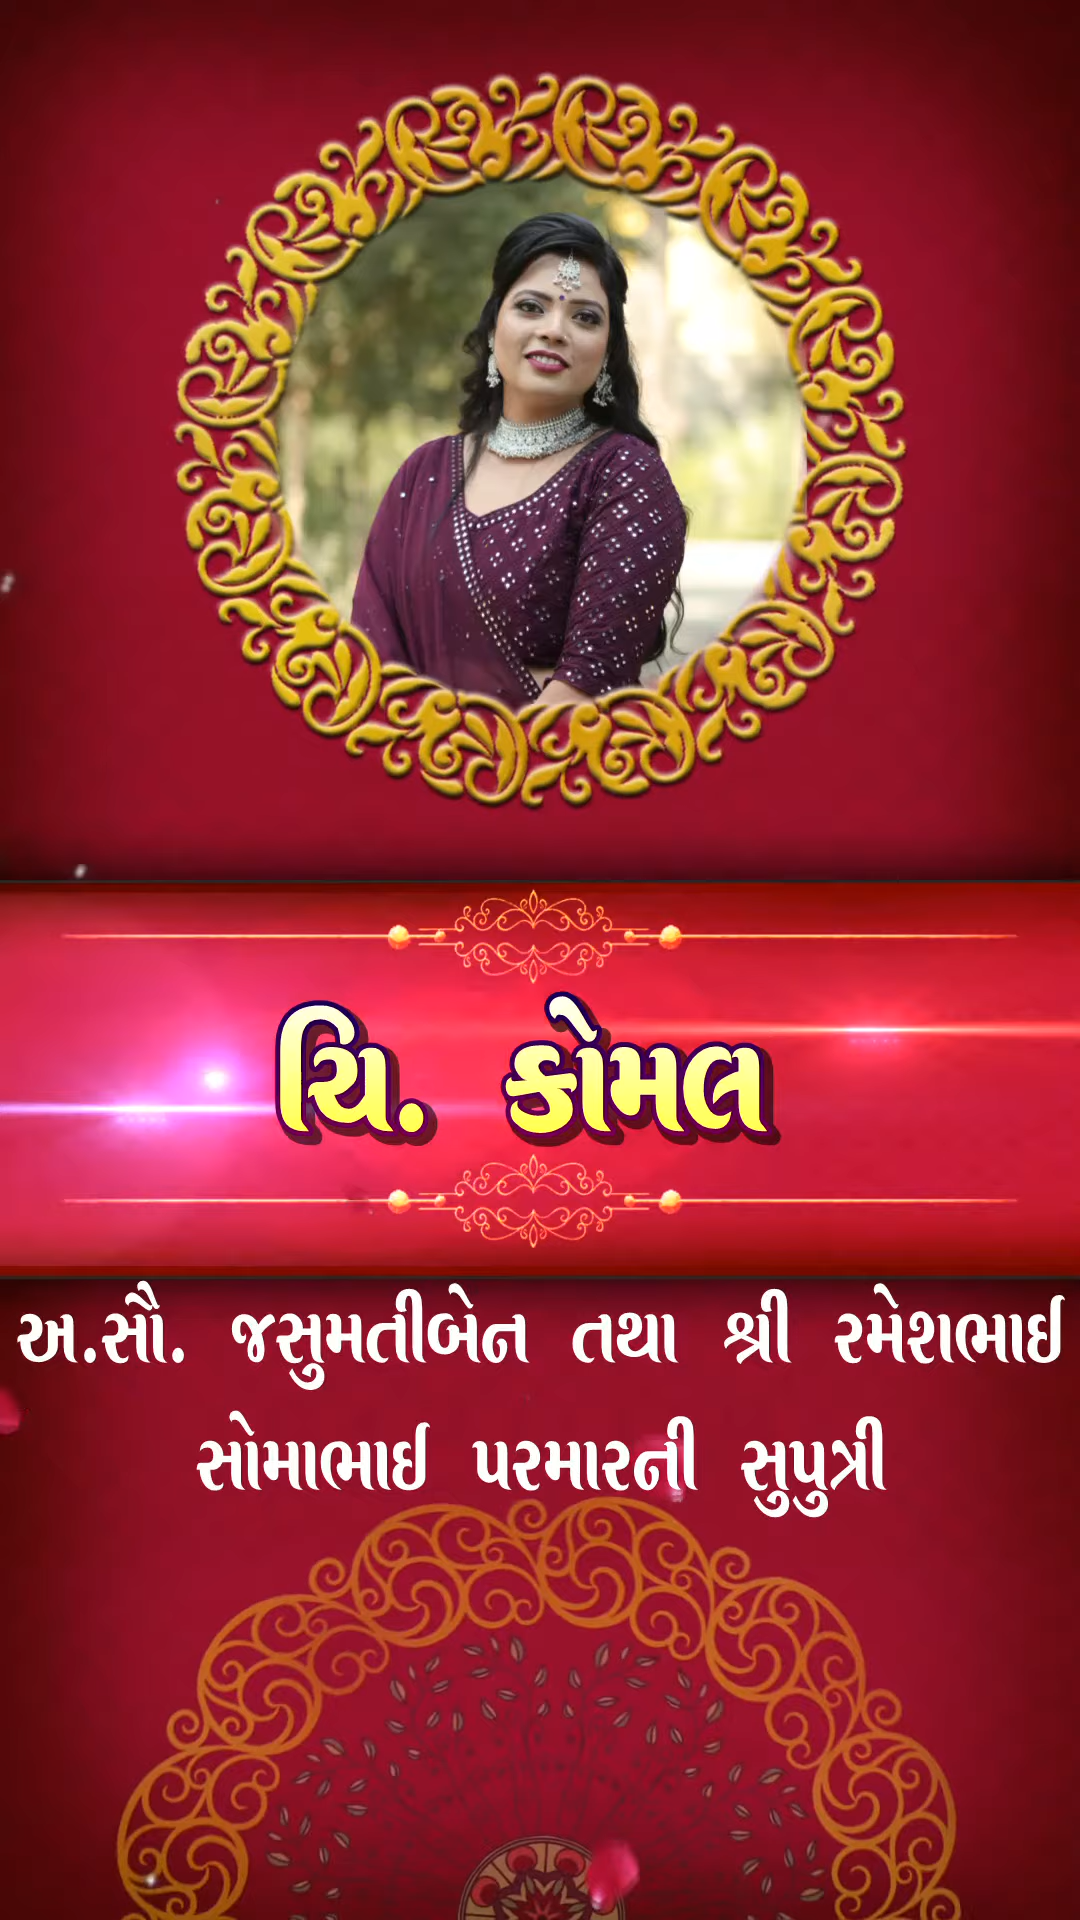 ચિ. કોમલ
અ.સૌ. જસુમતીબેન તથા શ્રી રમેશભાઈ
સોમાભાઈ પરમારની સુપુત્રી